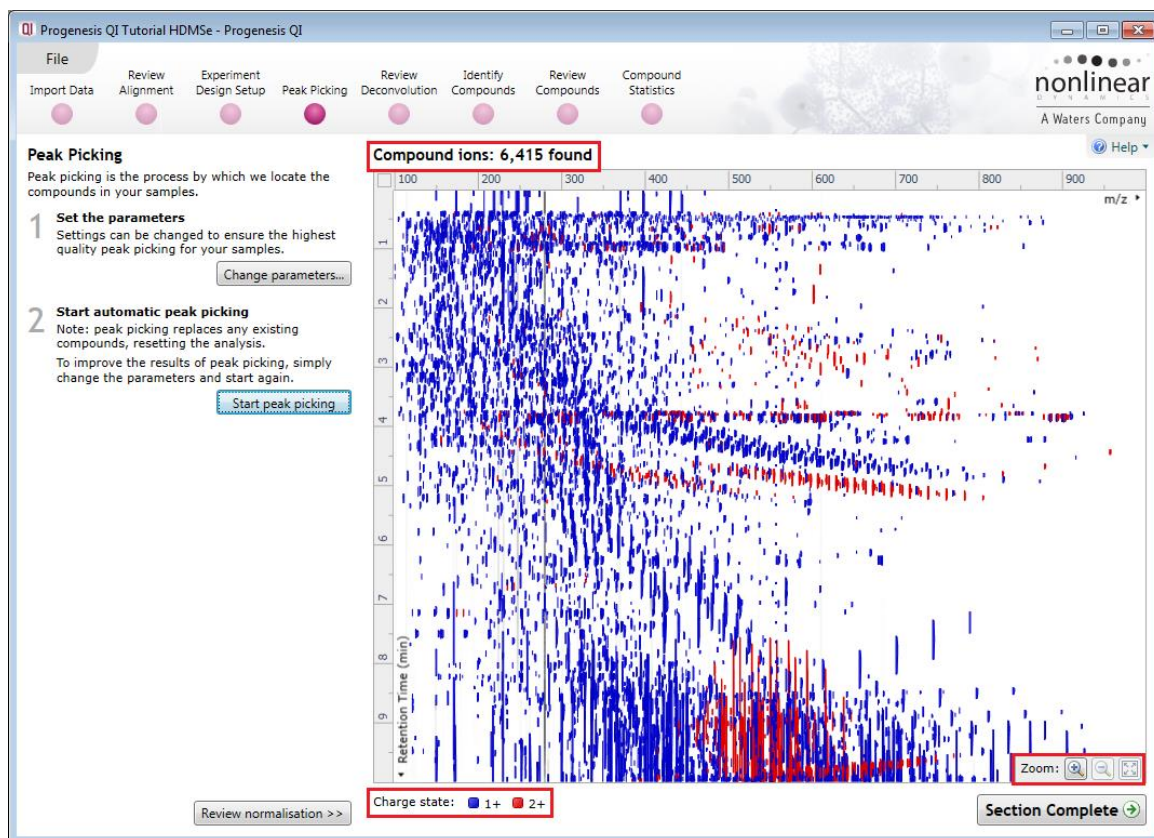 QI Progenesis QI Tutorial HDMSe - Progenesis QI
File
Import Data
Review Alignment
Experiment Design Setup
Peak Picking
Review Deconvolution
Identify Compounds
Review Compounds
Compound Statistics
nonlinear
DYNAMICS
A Waters Company
Help
Peak Picking
Peak picking is the process by which we locate the
compounds in your samples.
1 Set the parameters
Settings can be changed to ensure the highest
quality peak picking for your samples.
Change parameters...
2 Start automatic peak picking
Note: peak picking replaces any existing
compounds, resetting the analysis.
To improve the results of peak picking, simply
change the parameters and start again.
Start peak picking
Review normalisation >>
Compound ions: 6,415 found
100 200 300 400 500 600 700 800 900
m/z
1
2
3
4
5
6
7
8
9
Retention Time (min)
Zoom:
Charge state: 1+ 2+
Section Complete